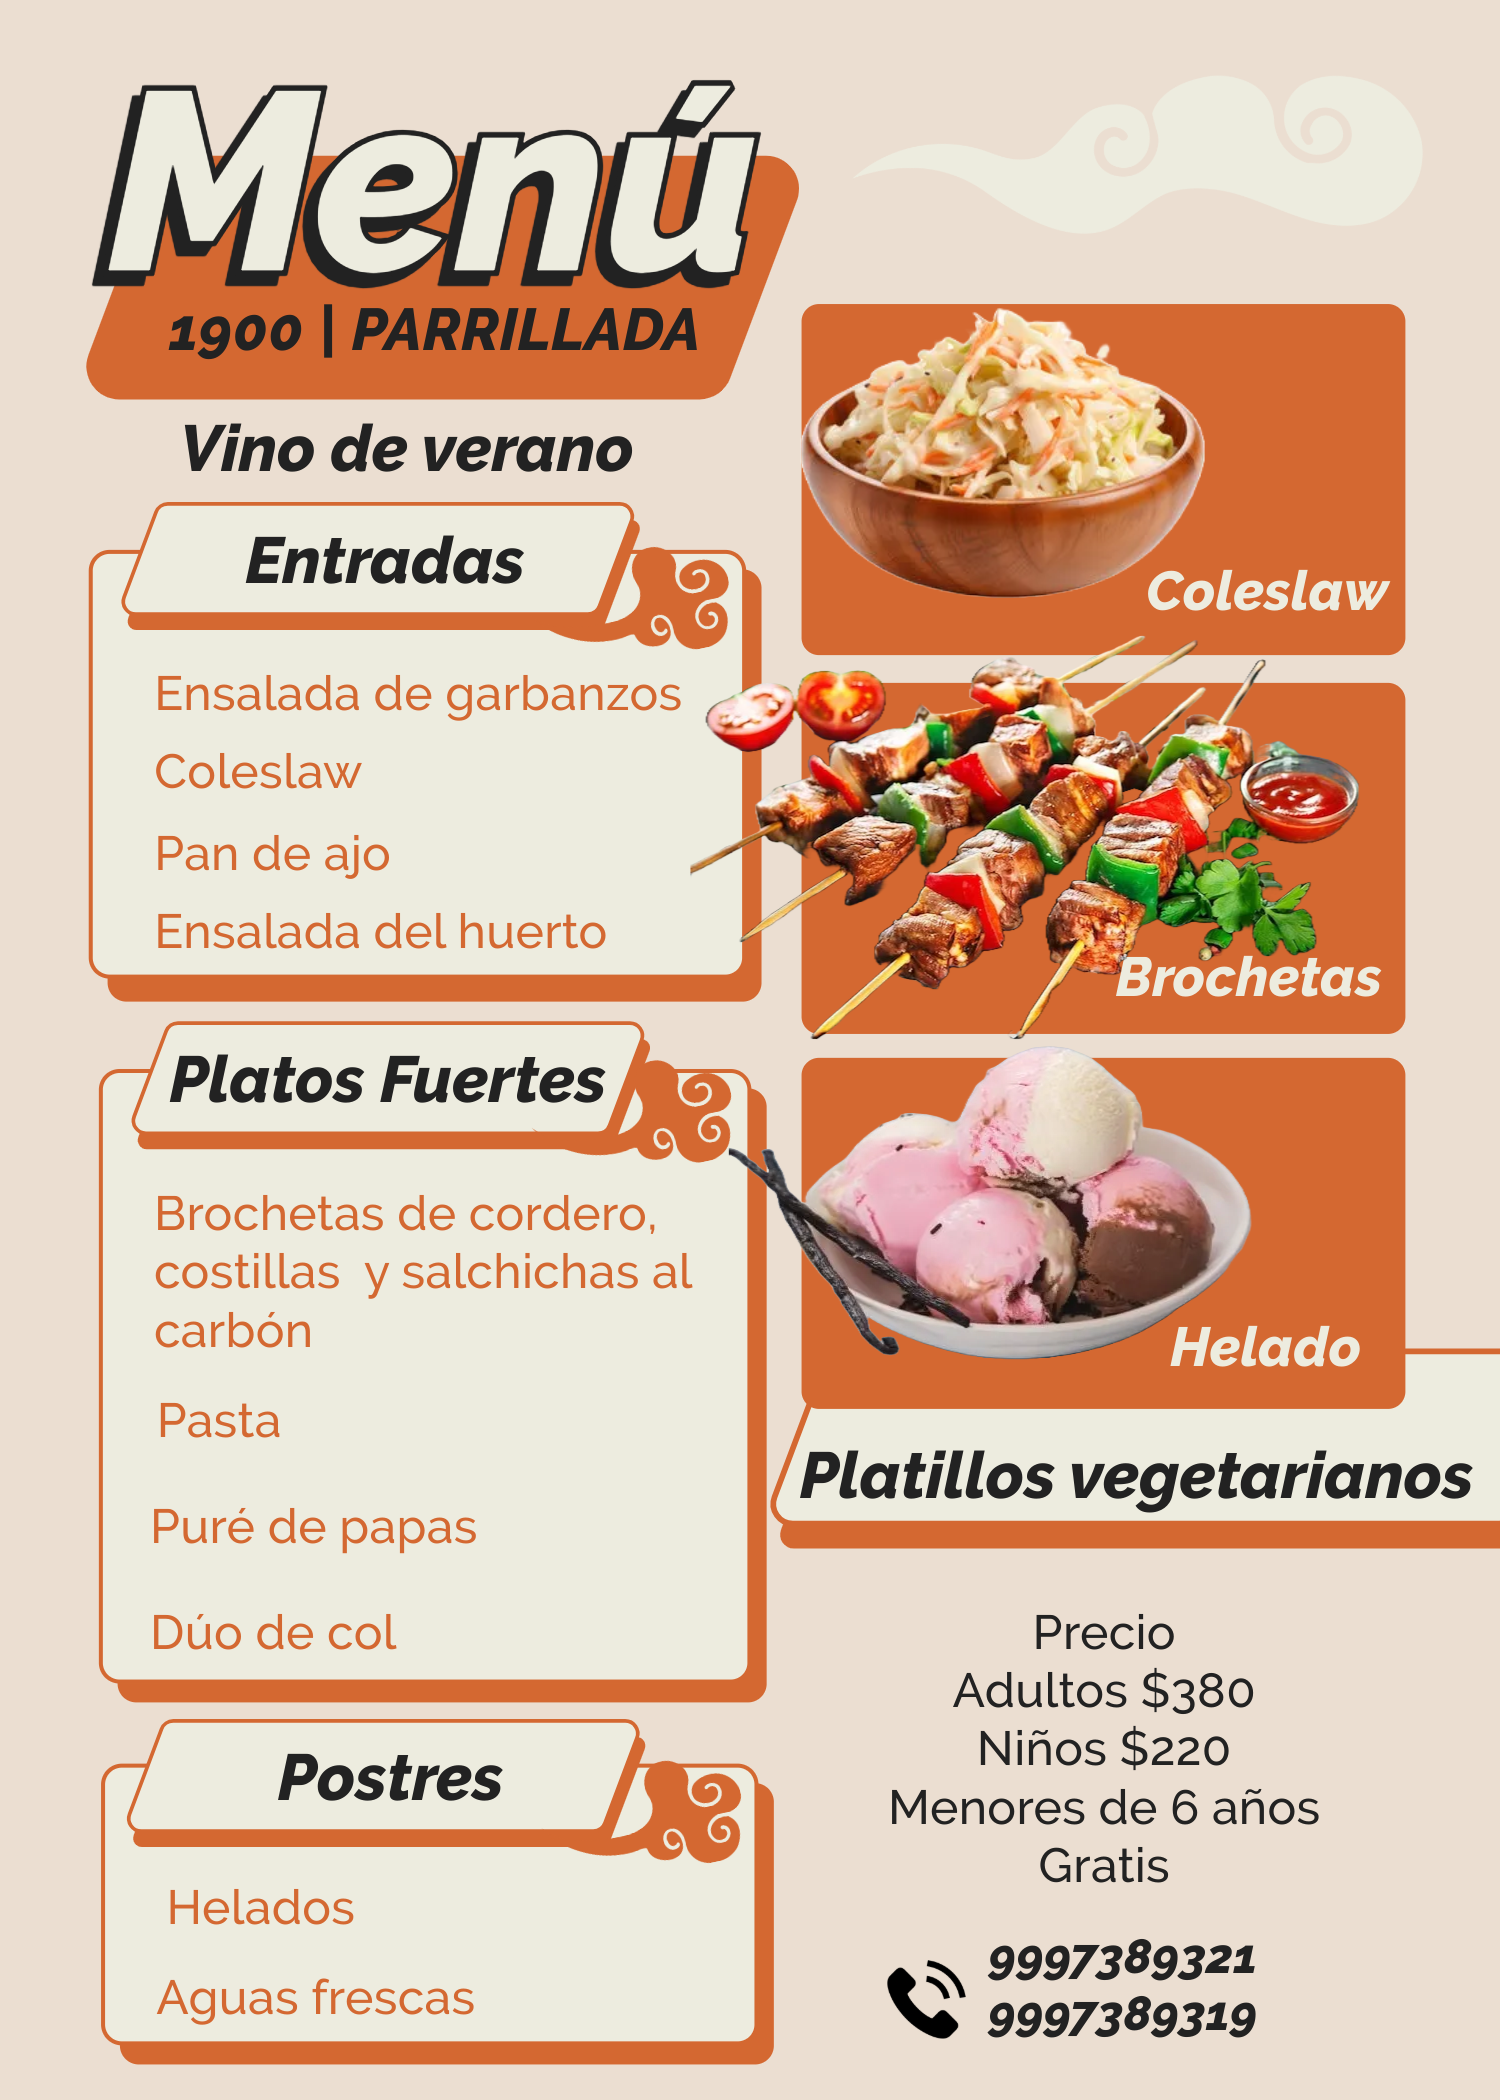 Menú
1900 | PARRILLADA
Vino de verano
Entradas
Ensalada de garbanzos
Coleslaw
Pan de ajo
Ensalada del huerto
Platos Fuertes
Brochetas de cordero,
costillas y salchichas al
carbón
Pasta
Puré de papas
Dúo de col
Postres
Helados
Aguas frescas
Coleslaw
Brochetas
Helado
Platillos vegetarianos
Precio
Adultos $380
Niños $220
Menores de 6 años
Gratis
9997389321
9997389319